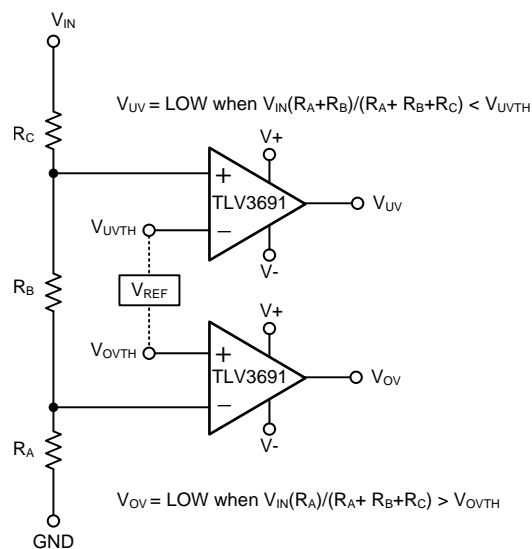 VIN
VUV = LOW when VIN(RA+RB)/(RA+ RB+RC) < VUVTH
RC
V+
+
TLV3691
VUV
VUVTH
−
V-
RB
VREF
V+
VOVTH
+
TLV3691
VOV
−
V-
RA
VOV = LOW when VIN(RA)/(RA+ RB+RC) > VOVTH
GND